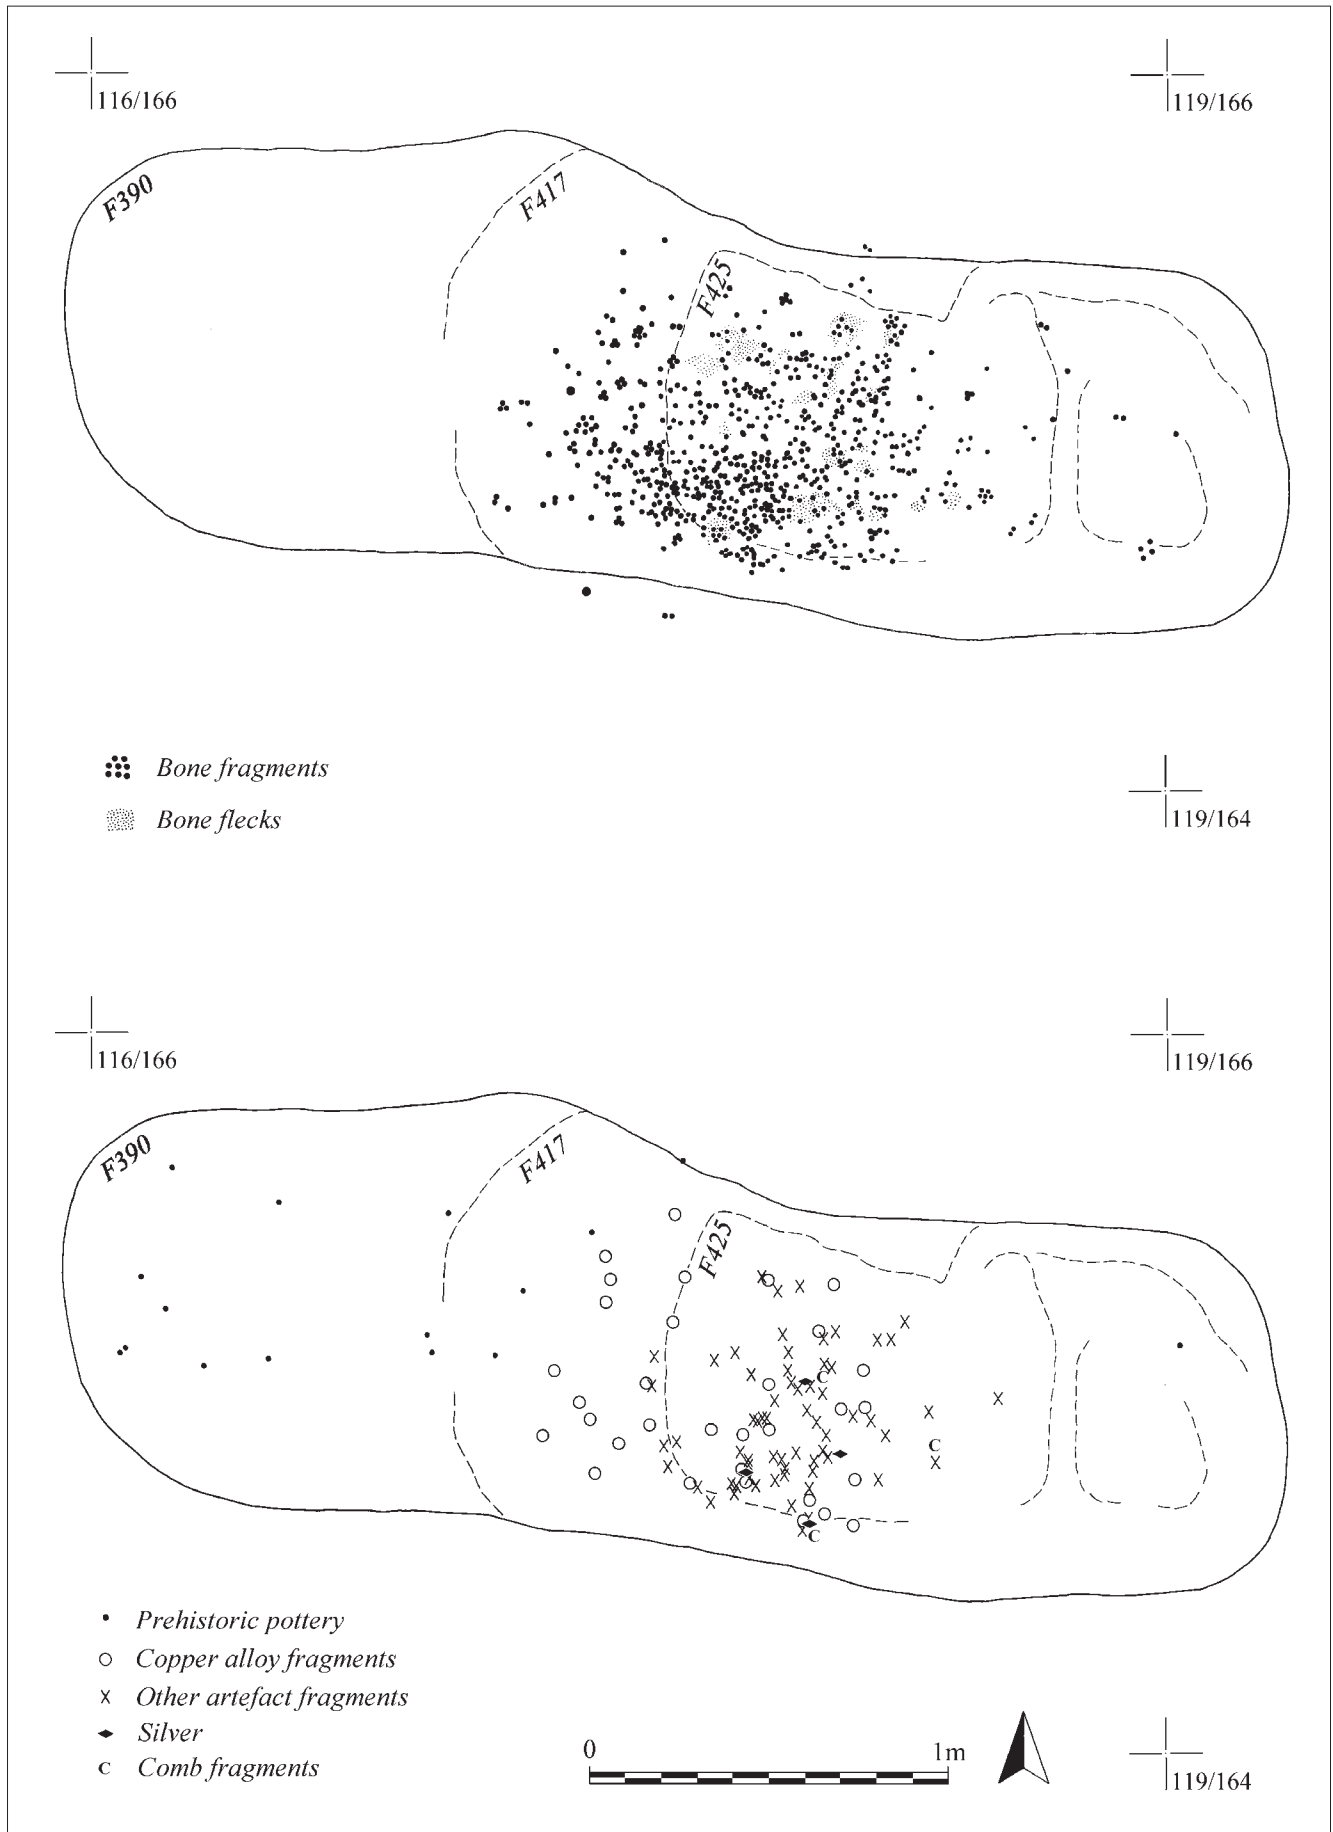 116/166
119/166
F390
F417
F425
Bone fragments
Bone flecks
119/164
116/166
119/166
F390
F417
F425
C
C
C
Prehistoric pottery
Copper alloy fragments
Other artefact fragments
Silver
C Comb fragments
0 1m
119/164